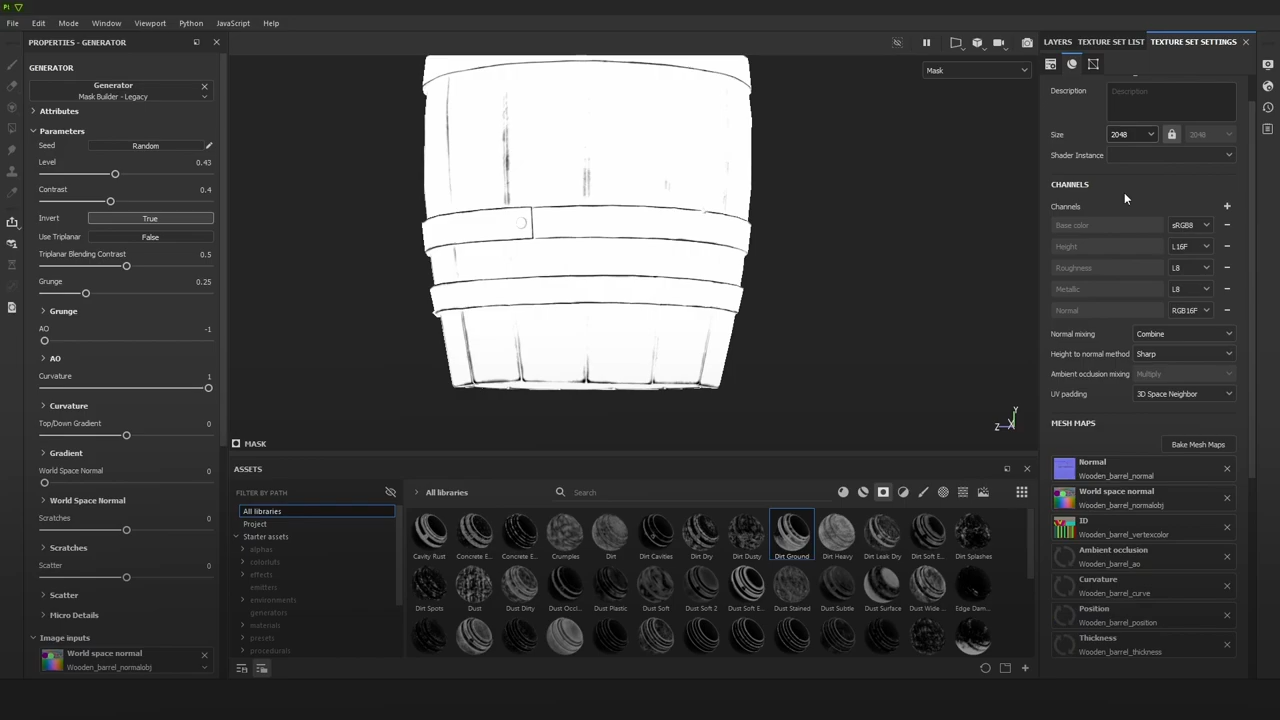 Pt
File Edit Mode Window Viewport Python JavaScript Help
PROPERTIES - GENERATOR
GENERATOR
Generator
Mask Builder - Legacy
Attributes
Parameters
Seed Random
Level 0.43
Contrast 0.4
Invert True
Use Triplanar False
Triplanar Blending Contrast 0.5
Grunge 0.25
Grunge
AO -1
AO
Curvature 1
Curvature
Top/Down Gradient 0
Gradient
World Space Normal 0
World Space Normal
Scratches 0
Scratches
Scatter 0
Scatter
Micro Details
Image inputs
World space normal
Wooden_barrel_normalobj
Mask
Y
Z X
MASK
ASSETS
FILTER BY PATH
All libraries
Project
Starter assets
alphas
colorluts
effects
emitters
environments
generators
materials
presets
procedurals
All libraries
Search
Cavity Rust Concrete E... Concrete E... Crumples Dirt Dirt Cavities Dirt Dry Dirt Dusty Dirt Ground Dirt Heavy Dirt Leak Dry Dirt Soft E... Dirt Splashes
Dirt Spots Dust Dust Dirty Dust Occl... Dust Plastic Dust Soft Dust Soft 2 Dust Soft E... Dust Stained Dust Subtle Dust Surface Dust Wide ... Edge Dam...
LAYERS TEXTURE SET LIST TEXTURE SET SETTINGS
Description Description
Size 2048 2048
Shader Instance
CHANNELS
Channels
Base color sRGB8
Height L16F
Roughness L8
Metallic L8
Normal RGB16F
Normal mixing Combine
Height to normal method Sharp
Ambient occlusion mixing Multiply
UV padding 3D Space Neighbor
MESH MAPS
Bake Mesh Maps
Normal
Wooden_barrel_normal
World space normal
Wooden_barrel_normalobj
ID
Wooden_barrel_vertexcolor
Ambient occlusion
Wooden_barrel_ao
Curvature
Wooden_barrel_curve
Position
Wooden_barrel_position
Thickness
Wooden_barrel_thickness